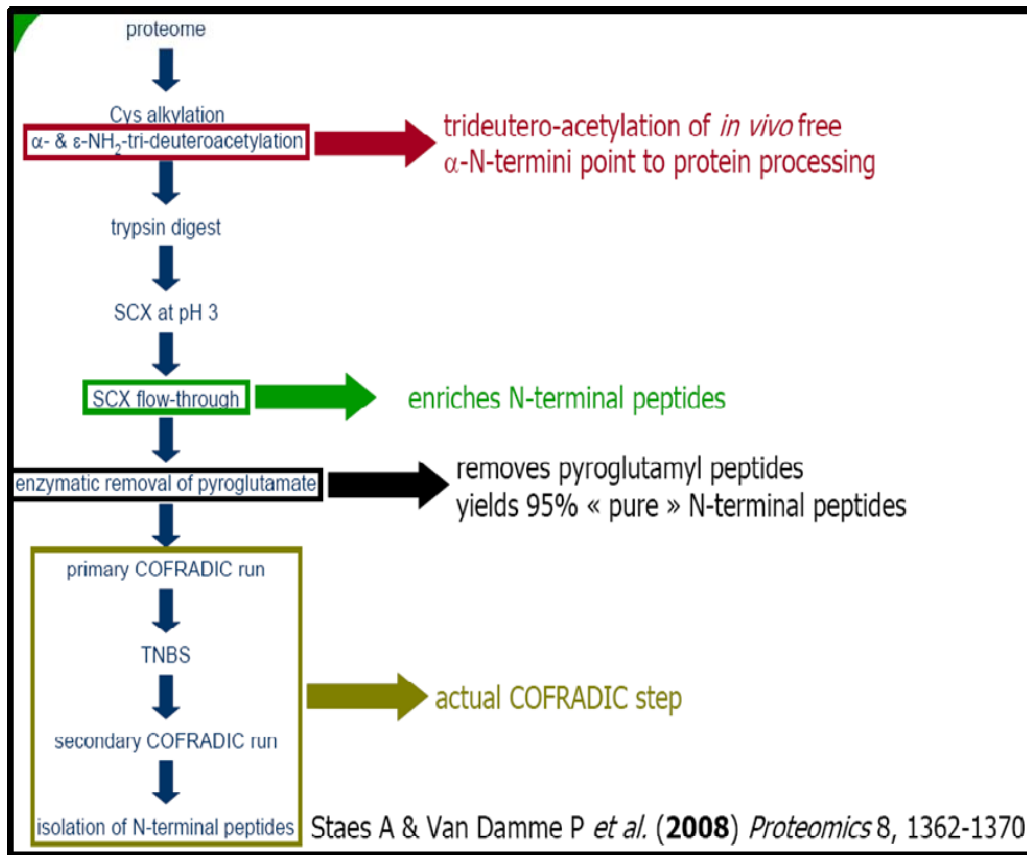 proteome
Cys alkylation
α- & ε-NH₂-tri-deuteroacetylation
trideutero-acetylation of in vivo free
α-N-termini point to protein processing
trypsin digest
SCX at pH 3
SCX flow-through
enriches N-terminal peptides
enzymatic removal of pyroglutamate
removes pyroglutamyl peptides
yields 95% « pure » N-terminal peptides
primary COFRADIC run
TNBS
actual COFRADIC step
secondary COFRADIC run
isolation of N-terminal peptides
Staes A & Van Damme P et al. (2008) Proteomics 8, 1362-1370